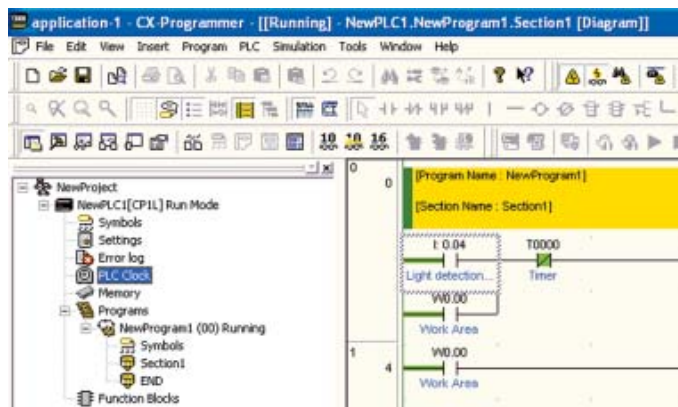 application-1 - CX-Programmer - [[Running] - NewPLC1.NewProgram1.Section1 [Diagram]]
File Edit View Insert Program PLC Simulation Tools Window Help
10 10 16
NewProject
NewPLC1[CP1L] Run Mode
Symbols
Settings
Error log
PLC Clock
Memory
Programs
NewProgram1 (00) Running
Symbols
Section1
END
Function Blocks
0
0
[Program Name : NewProgram1]
[Section Name : Section1]
I: 0.04 T0000
Light detection... Timer
W0.00
Work Area
1
4
W0.00
Work Area